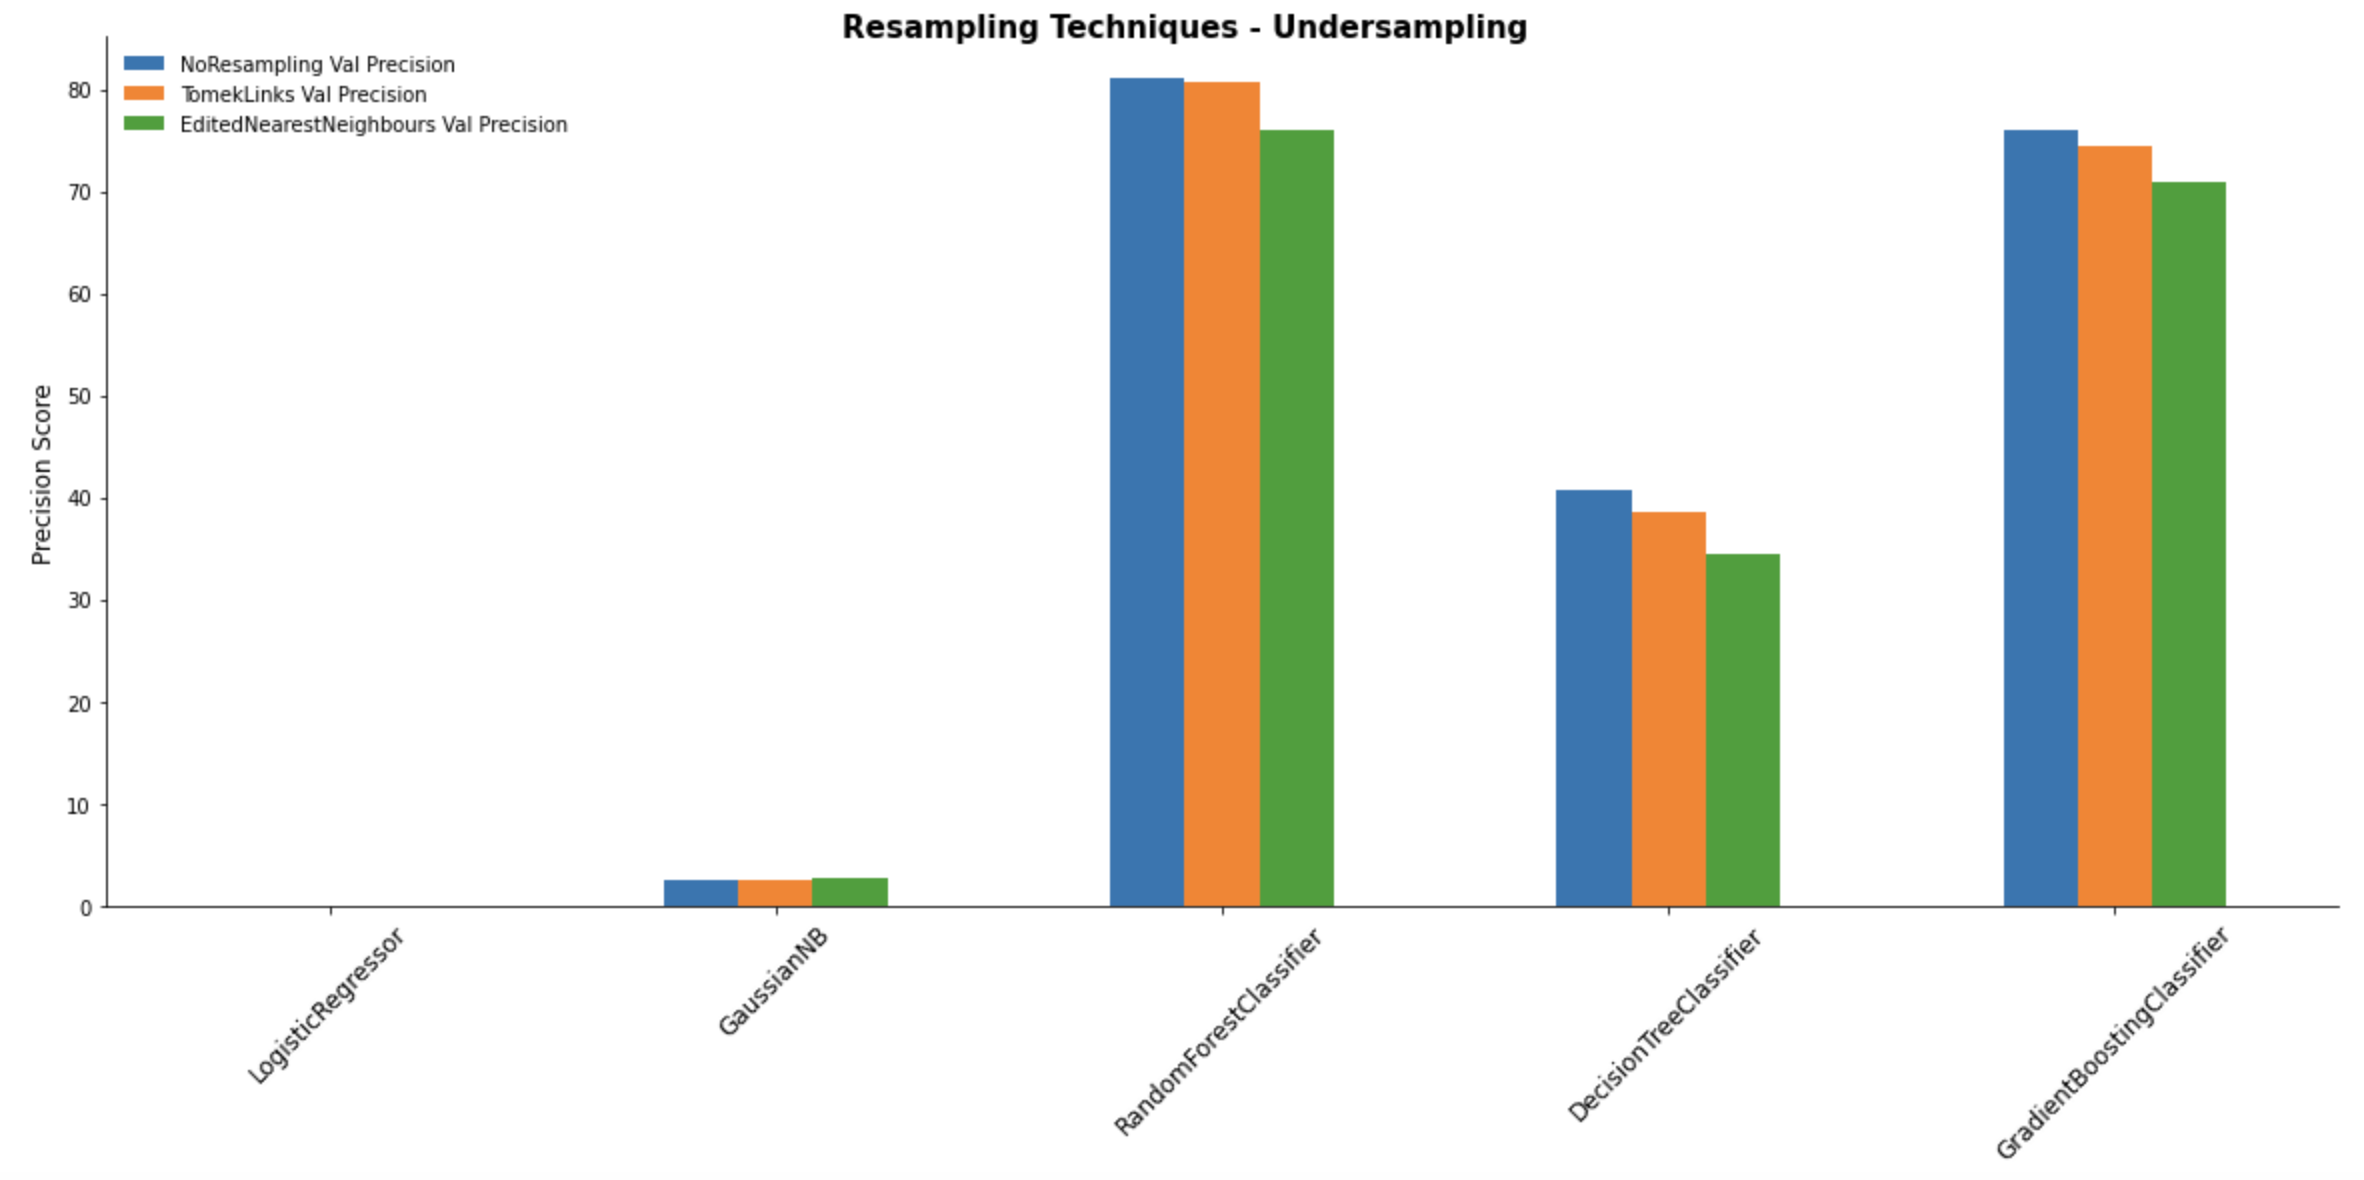 Resampling Techniques - Undersampling
NoResampling Val Precision
TomekLinks Val Precision
EditedNearestNeighbours Val Precision
Precision Score
80
70
60
50
40
30
20
10
0
LogisticRegressor
GaussianNB
RandomForestClassifier
DecisionTreeClassifier
GradientBoostingClassifier